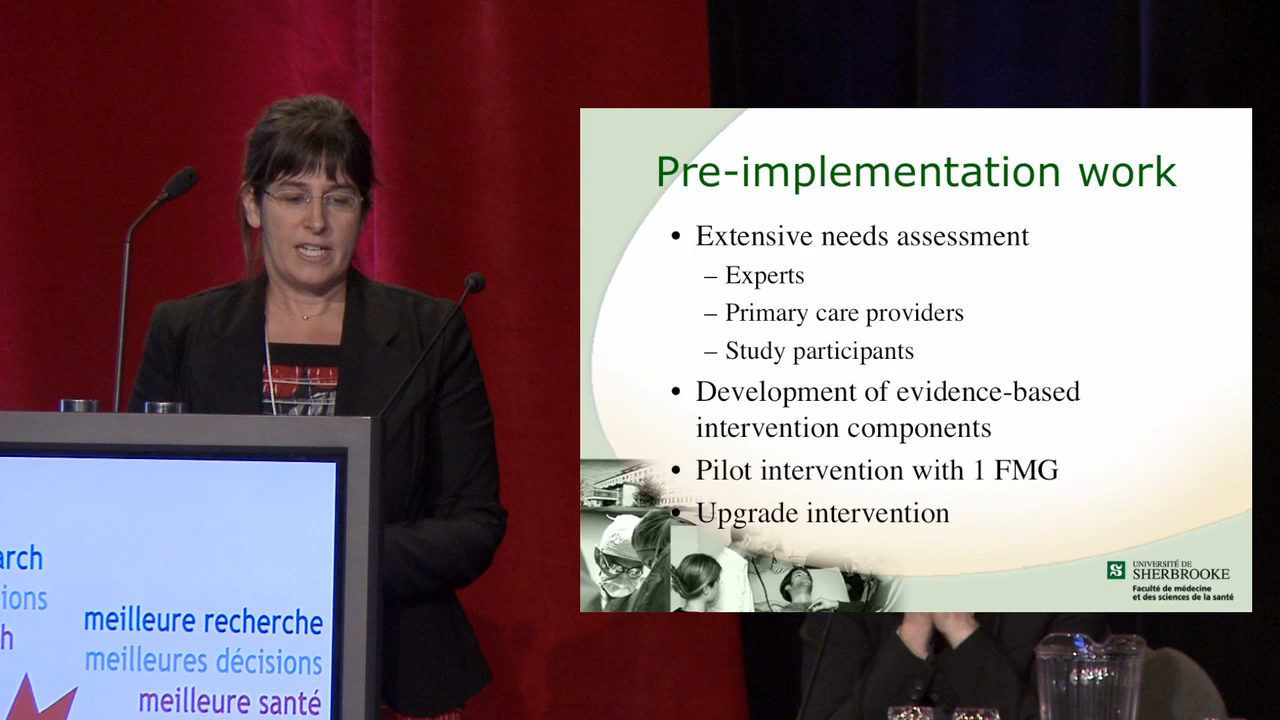 Pre-implementation work
• Extensive needs assessment
– Experts
– Primary care providers
– Study participants
• Development of evidence-based
intervention components
• Pilot intervention with 1 FMG
• Upgrade intervention
S
UNIVERSITÉ DE
SHERBROOKE
Faculté de médecine
et des sciences de la santé
arch
ions
h
meilleure recherche
meilleures décisions
meilleure santé